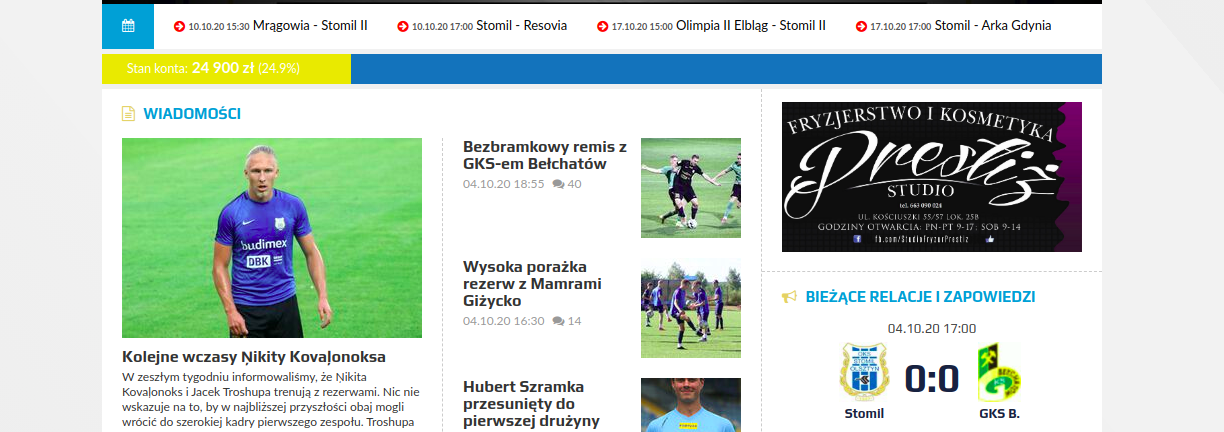 10.10.20 15:30 Mrągowia - Stomil II
10.10.20 17:00 Stomil - Resovia
17.10.20 15:00 Olimpia II Elbląg - Stomil II
17.10.20 17:00 Stomil - Arka Gdynia
Stan konta: 24 900 zł (24.9%)
WIADOMOŚCI
budimex
DBK
Kolejne wczasy Ņikity Kovaļonoksa
W zeszłym tygodniu informowaliśmy, że Ņikita
Kovaļonoks i Jacek Troshupa trenują z rezerwami. Nic nie
wskazuje na to, by w najbliższej przyszłości obaj mogli
wrócić do szerokiej kadry pierwszego zespołu. Troshupa
Bezbramkowy remis z
GKS-em Bełchatów
04.10.20 18:55 40
Wysoka porażka
rezerw z Mamrami
Giżycko
04.10.20 16:30 14
Hubert Szramka
przesunięty do
pierwszej drużyny
FRYZJERSTWO I KOSMETYKA
Prestiż
STUDIO
tel. 663 090 024
UL. KOŚCIUSZKI 55/57 LOK. 25B
GODZINY OTWARCIA: PN-PT 9-17; SOB 9-14
fb.com/StudioFryzurPrestiz
BIEŻĄCE RELACJE I ZAPOWIEDZI
04.10.20 17:00
OKS
STOMIL
OLSZTYN
0:0
Stomil
GKS B.